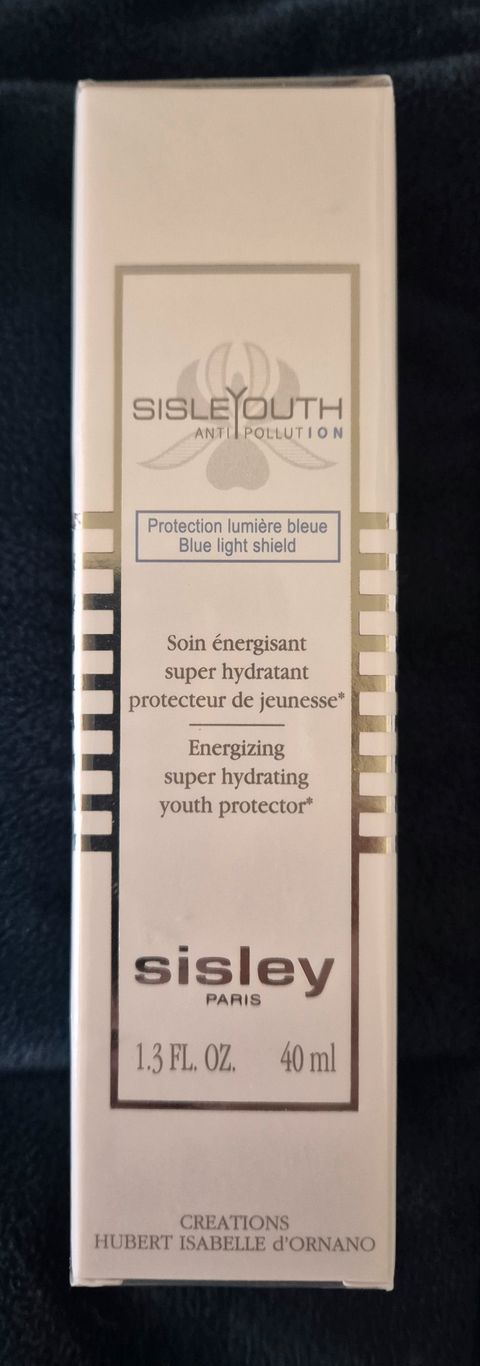 SISLEYOUTH
ANTI POLLUTION
Protection lumière bleue
Blue light shield
Soin énergisant
super hydratant
protecteur de jeunesse*
Energizing
super hydrating
youth protector*
sisley
PARIS
1.3 FL. OZ. 40 ml
CREATIONS
HUBERT ISABELLE d'ORNANO